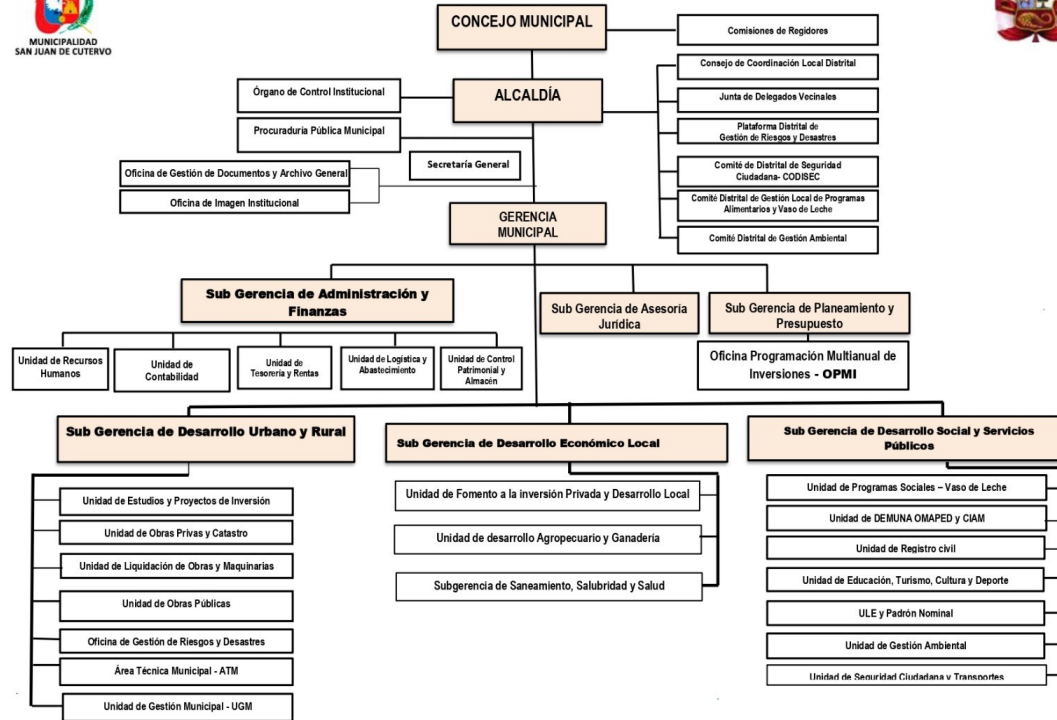 MUNICIPALIDAD
SAN JUAN DE CUTERVO
CONCEJO MUNICIPAL
Comisiones de Regidores
Consejo de Coordinación Local Distrital
Órgano de Control Institucional
ALCALDÍA
Junta de Delegados Vecinales
Procuraduría Pública Municipal
Plataforma Distrital de
Gestión de Riesgos y Desastres
Secretaría General
Oficina de Gestión de Documentos y Archivo General
Comité de Distrital de Seguridad
Ciudadana- CODISEC
Oficina de Imagen Institucional
Comité Distrital de Gestión Local de Programas
Alimentarios y Vaso de Leche
GERENCIA
MUNICIPAL
Comité Distrital de Gestión Ambiental
Sub Gerencia de Administración y
Finanzas
Sub Gerencia de Asesoría
Jurídica
Sub Gerencia de Planeamiento y
Presupuesto
Unidad de Recursos
Humanos
Unidad de
Contabilidad
Unidad de
Tesorería y Rentas
Unidad de Logística y
Abastecimiento
Unidad de Control
Patrimonial y
Almacén
Oficina Programación Multianual de
Inversiones - OPMI
Sub Gerencia de Desarrollo Urbano y Rural
Sub Gerencia de Desarrollo Económico Local
Sub Gerencia de Desarrollo Social y Servicios
Públicos
Unidad de Estudios y Proyectos de Inversión
Unidad de Obras Privas y Catastro
Unidad de Liquidación de Obras y Maquinarias
Unidad de Obras Públicas
Oficina de Gestión de Riesgos y Desastres
Área Técnica Municipal - ATM
Unidad de Gestión Municipal - UGM
Unidad de Fomento a la inversión Privada y Desarrollo Local
Unidad de desarrollo Agropecuario y Ganadería
Subgerencia de Saneamiento, Salubridad y Salud
Unidad de Programas Sociales – Vaso de Leche
Unidad de DEMUNA OMAPED y CIAM
Unidad de Registro civil
Unidad de Educación, Turismo, Cultura y Deporte
ULE y Padrón Nominal
Unidad de Gestión Ambiental
Unidad de Seguridad Ciudadana y Transportes